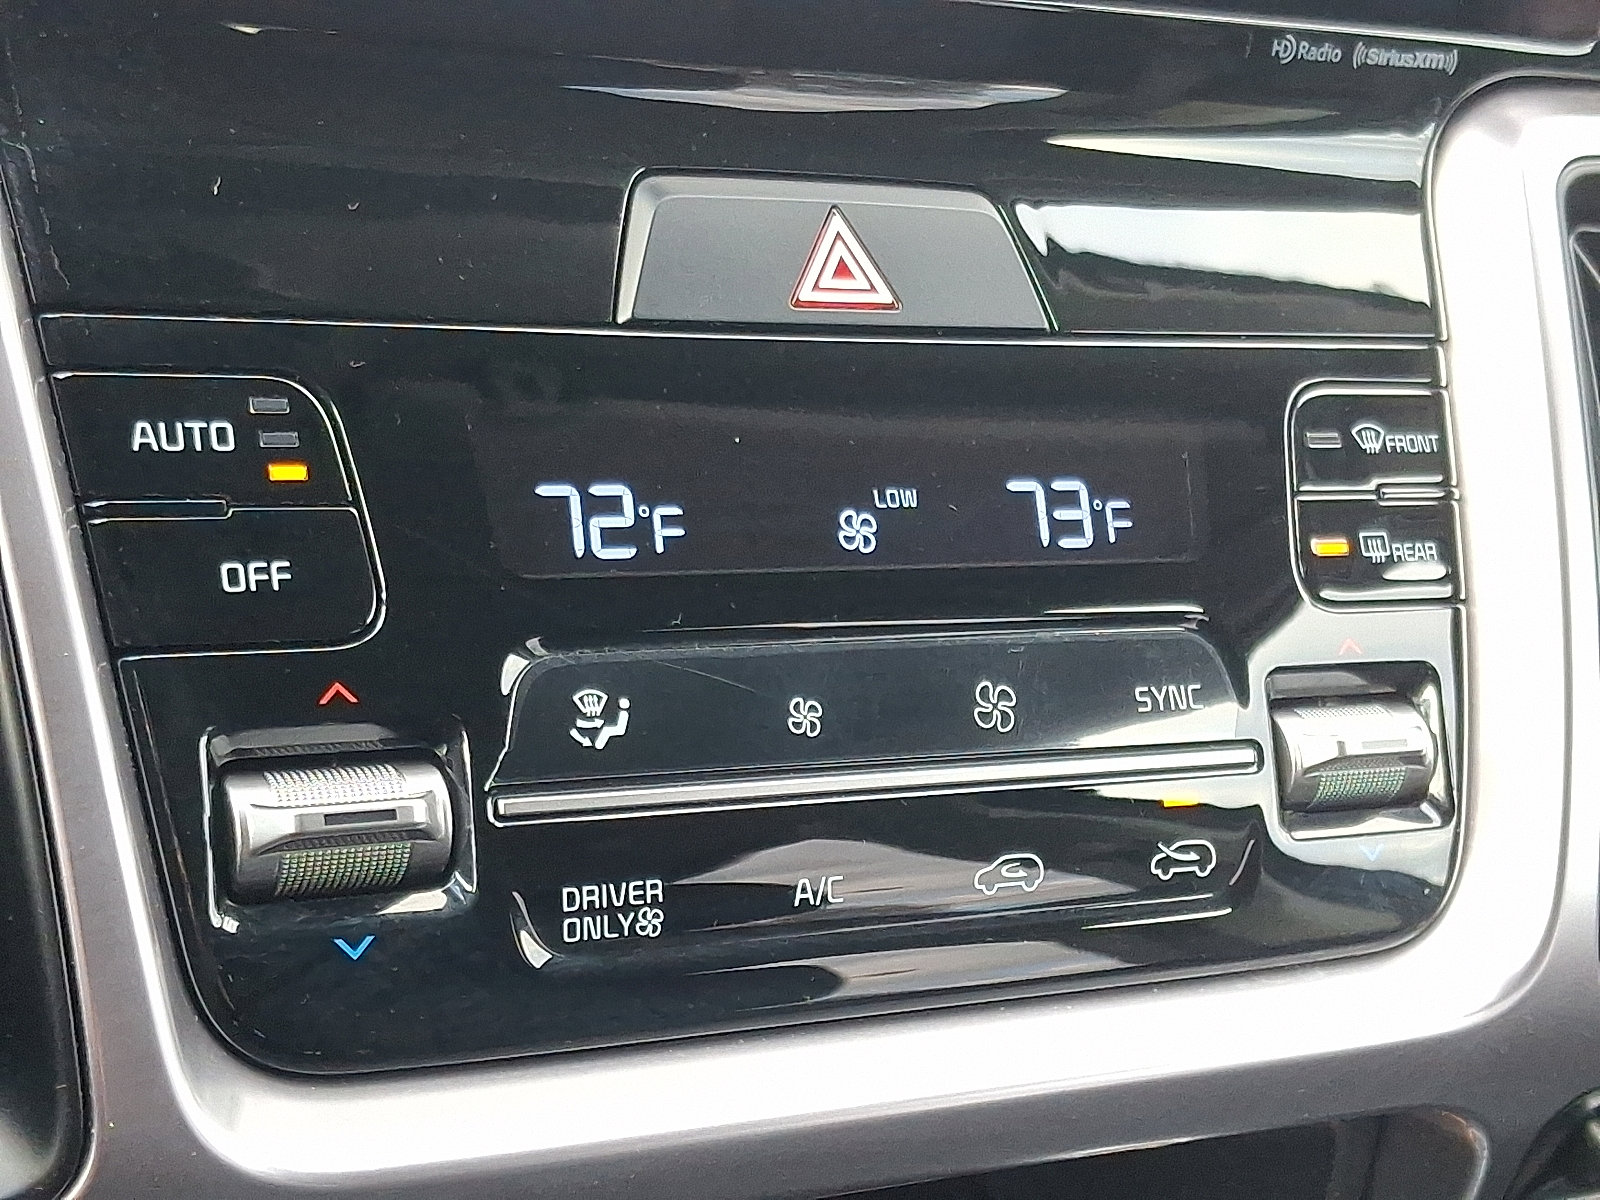 HD Radio SiriusXM
AUTO
FRONT
72°F LOW 73°F
REAR
OFF
SYNC
DRIVER
ONLY
A/C